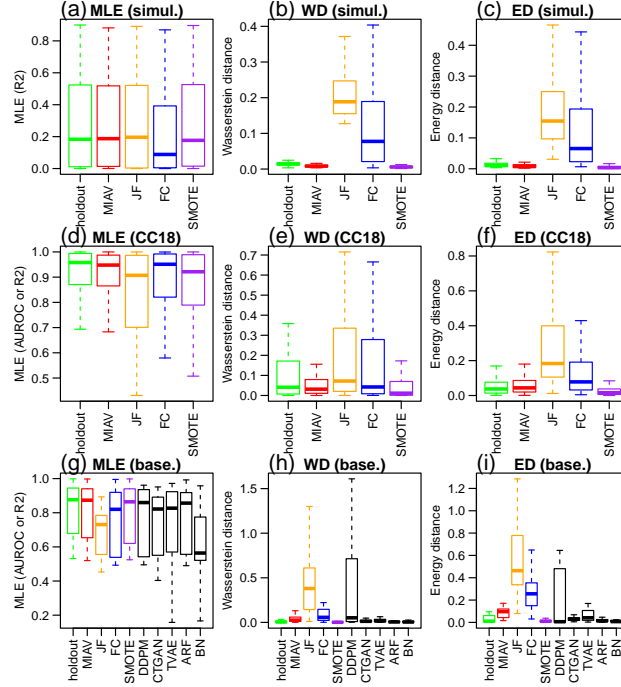 (a) MLE (simul.)
MLE (R2)
0.8
0.6
0.4
0.2
0.0
holdout
MIAV
JF
FC
SMOTE
(b) WD (simul.)
Wasserstein distance
0.4
0.3
0.2
0.1
0.0
holdout
MIAV
JF
FC
SMOTE
(c) ED (simul.)
Energy distance
0.4
0.3
0.2
0.1
0.0
holdout
MIAV
JF
FC
SMOTE
(d) MLE (CC18)
MLE (AUROC or R2)
1.0
0.9
0.8
0.7
0.6
0.5
holdout
MIAV
JF
FC
SMOTE
(e) WD (CC18)
Wasserstein distance
0.7
0.6
0.5
0.4
0.3
0.2
0.1
0.0
holdout
MIAV
JF
FC
SMOTE
(f) ED (CC18)
Energy distance
0.8
0.6
0.4
0.2
0.0
holdout
MIAV
JF
FC
SMOTE
(g) MLE (base.)
MLE (AUROC or R2)
1.0
0.8
0.6
0.4
0.2
holdout
MIAV
JF
FC
SMOTE
DDPM
CTGAN
TVAE
ARF
BN
(h) WD (base.)
Wasserstein distance
1.5
1.0
0.5
0.0
holdout
MIAV
JF
FC
SMOTE
DDPM
CTGAN
TVAE
ARF
BN
(i) ED (base.)
Energy distance
1.2
1.0
0.8
0.6
0.4
0.2
0.0
holdout
MIAV
JF
FC
SMOTE
DDPM
CTGAN
TVAE
ARF
BN